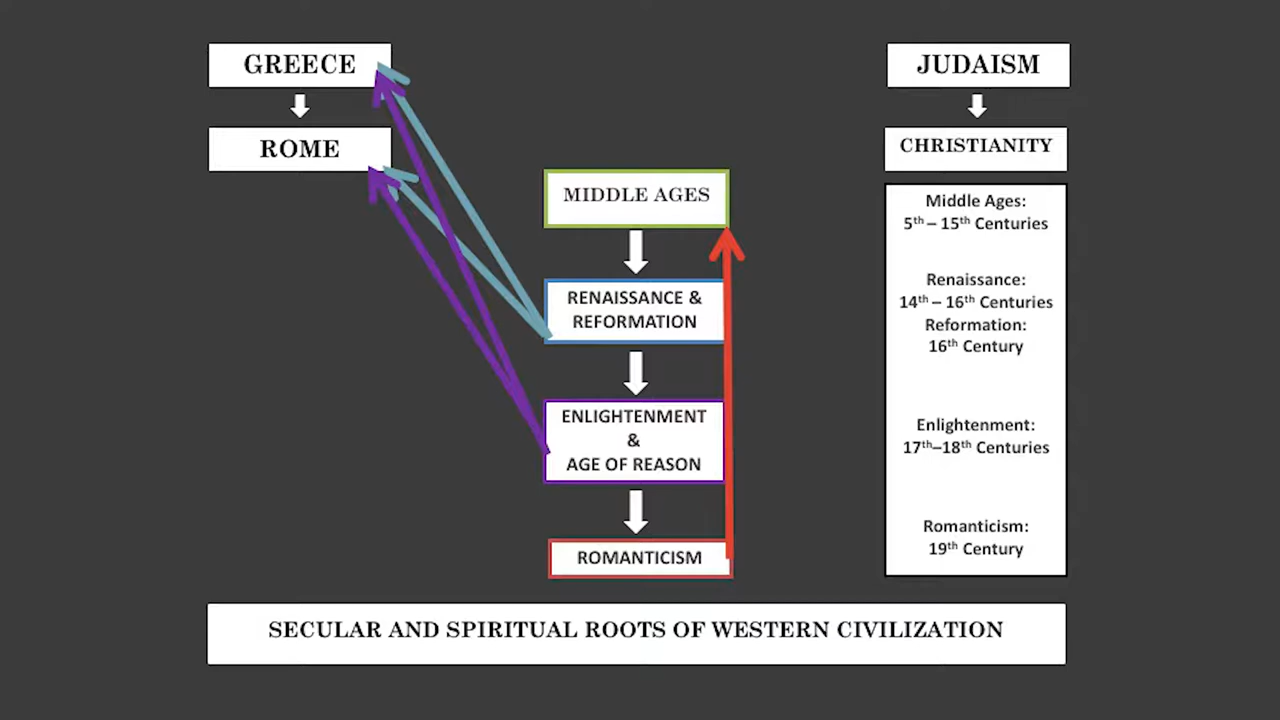 GREECE
ROME
MIDDLE AGES
RENAISSANCE &
REFORMATION
ENLIGHTENMENT
&
AGE OF REASON
ROMANTICISM
JUDAISM
CHRISTIANITY
Middle Ages:
5th – 15th Centuries
Renaissance:
14th – 16th Centuries
Reformation:
16th Century
Enlightenment:
17th–18th Centuries
Romanticism:
19th Century
SECULAR AND SPIRITUAL ROOTS OF WESTERN CIVILIZATION